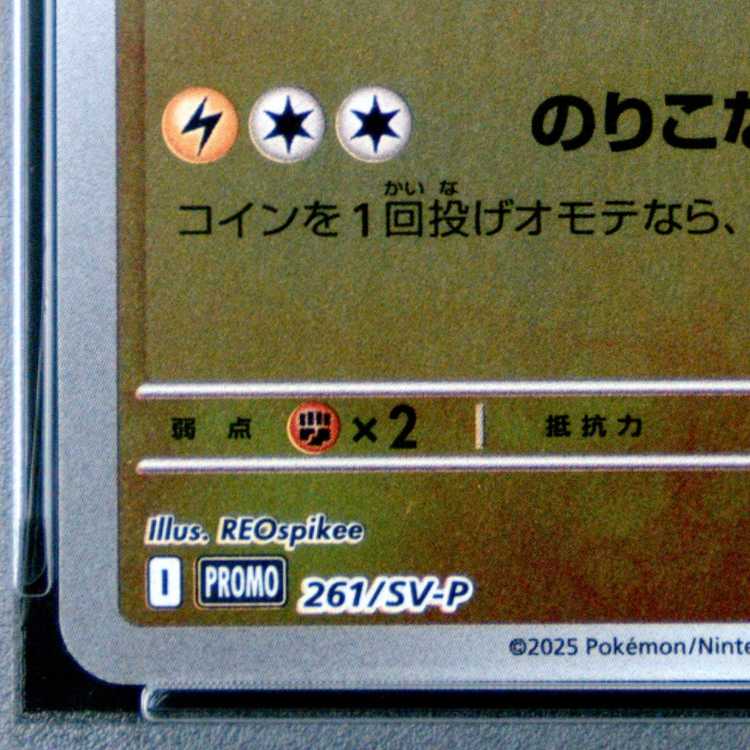 のりこな
かいな
コインを1回投げオモテなら、
弱点 ×2 抵抗力
Illus. REOspikee
I PROMO 261/SV-P
©2025 Pokémon/Ninte